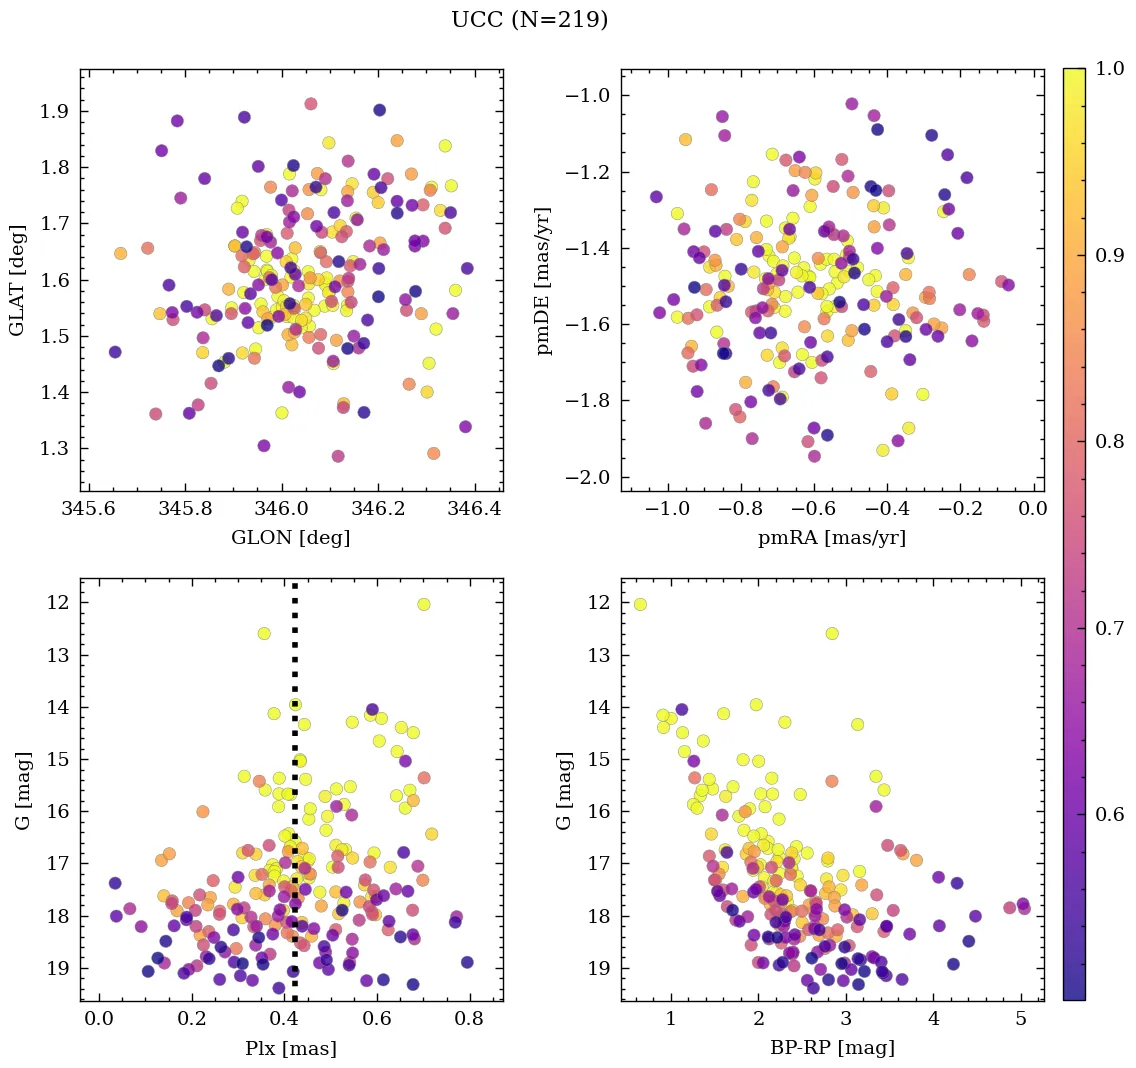 UCC (N=219)
1.9
1.8
1.7
1.6
1.5
1.4
1.3
GLAT [deg]
345.6 345.8 346.0 346.2 346.4
GLON [deg]
−1.0
−1.2
−1.4
−1.6
−1.8
−2.0
pmDE [mas/yr]
−1.0 −0.8 −0.6 −0.4 −0.2 0.0
pmRA [mas/yr]
12
13
14
15
16
17
18
19
G [mag]
0.0 0.2 0.4 0.6 0.8
Plx [mas]
12
13
14
15
16
17
18
19
G [mag]
1 2 3 4 5
BP-RP [mag]
1.0
0.9
0.8
0.7
0.6